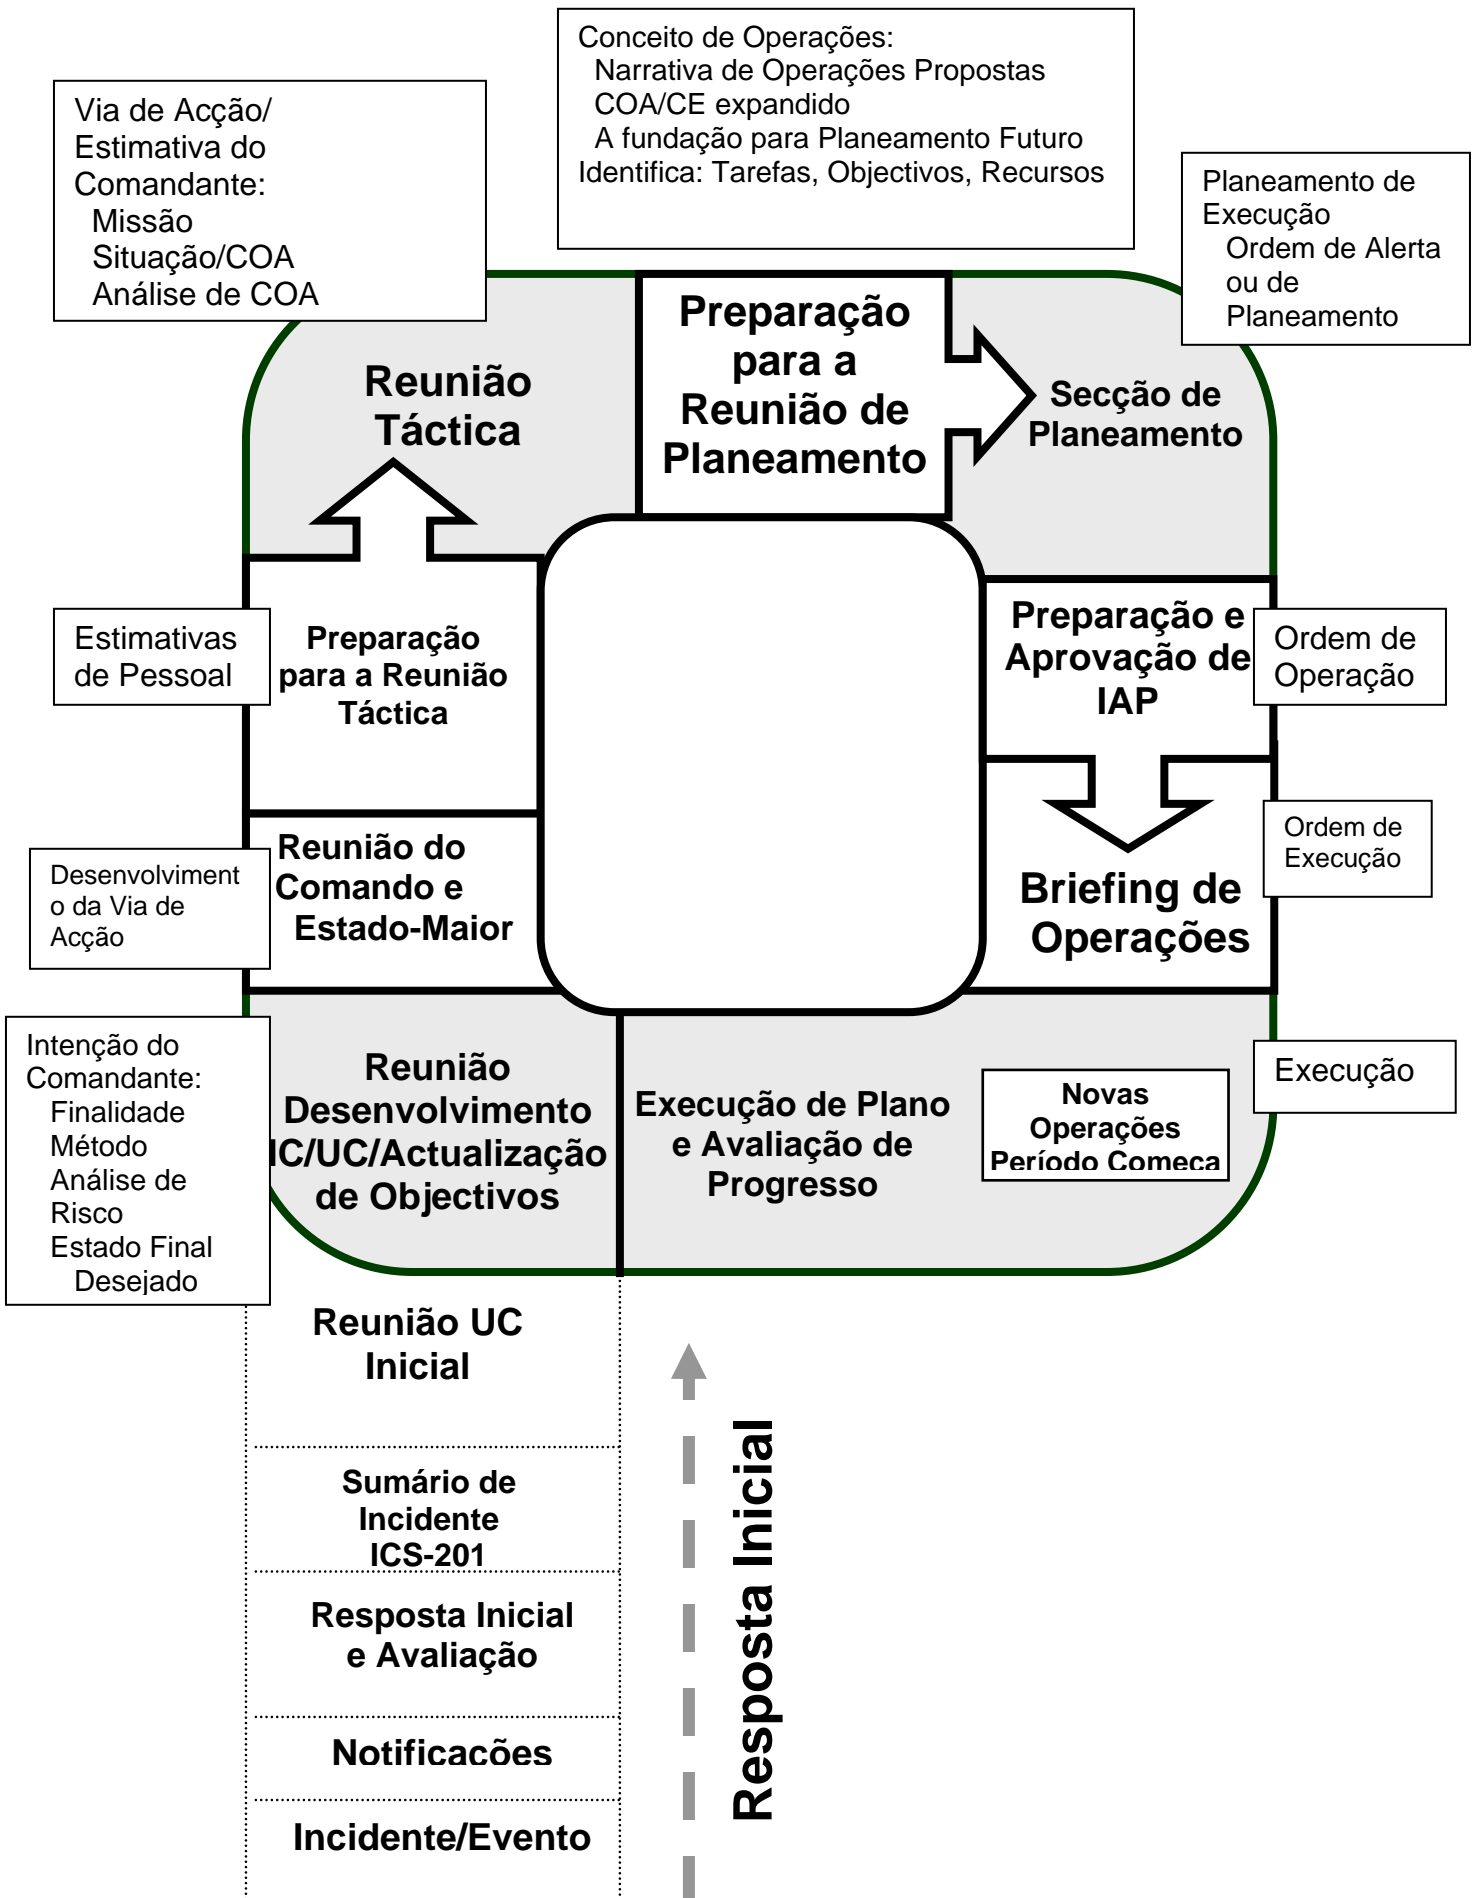 Conceito de Operações:
Narrativa de Operações Propostas
COA/CE expandido
A fundação para Planeamento Futuro
Identifica: Tarefas, Objectivos, Recursos
Via de Acção/
Estimativa do
Comandante:
Missão
Situação/COA
Análise de COA
Planeamento de
Execução
Ordem de Alerta
ou de
Planeamento
Reunião
Táctica
Preparação
para a
Reunião de
Planeamento
Secção de
Planeamento
Estimativas
de Pessoal
Preparação
para a Reunião
Táctica
Preparação e
Aprovação de
IAP
Ordem de
Operação
Desenvolviment
o da Via de
Acção
Reunião do
Comando e
Estado-Maior
Briefing de
Operações
Ordem de
Execução
Intenção do
Comandante:
Finalidade
Método
Análise de
Risco
Estado Final
Desejado
Reunião
Desenvolvimento
IC/UC/Actualização
de Objectivos
Execução de Plano
e Avaliação de
Progresso
Novas
Operações
Período Começa
Execução
Reunião UC
Inicial
Sumário de
Incidente
ICS-201
Resposta Inicial
e Avaliação
Notificações
Incidente/Evento
Resposta Inicial